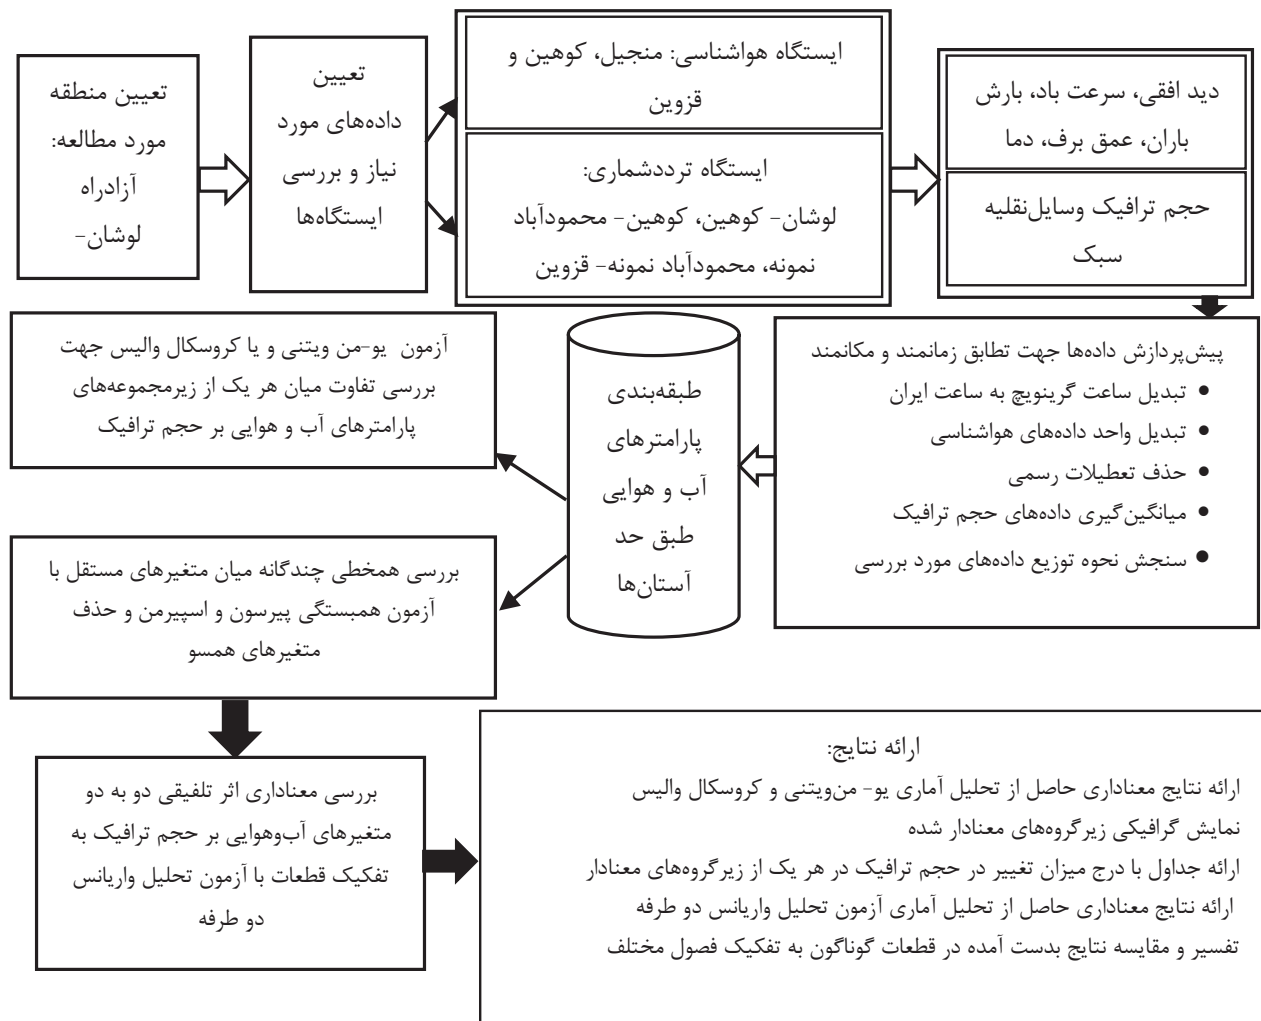 تعیین منطقه
مورد مطالعه:
آزادراه
لوشان-
تعیین
داده‌های مورد
نیاز و بررسی
ایستگاه‌ها
ایستگاه هواشناسی: منجیل، کوهین و
قزوین
ایستگاه ترددشماری:
لوشان- کوهین، کوهین- محمودآباد
نمونه، محمودآباد نمونه- قزوین
دید افقی، سرعت باد، بارش
باران، عمق برف، دما
حجم ترافیک وسایل‌نقلیه
سبک
پیش‌پردازش داده‌ها جهت تطابق زمانمند و مکانمند
• تبدیل ساعت گرینویچ به ساعت ایران
• تبدیل واحد داده‌های هواشناسی
• حذف تعطیلات رسمی
• میانگین‌گیری داده‌های حجم ترافیک
• سنجش نحوه توزیع داده‌های مورد بررسی
طبقه‌بندی
پارامترهای
آب و هوایی
طبق حد
آستان‌ها
آزمون یو-من ویتنی و یا کروسکال والیس جهت
بررسی تفاوت میان هر یک از زیرمجموعه‌های
پارامترهای آب و هوایی بر حجم ترافیک
بررسی همخطی چندگانه میان متغیرهای مستقل با
آزمون همبستگی پیرسون و اسپیرمن و حذف
متغیرهای همسو
بررسی معناداری اثر تلفیقی دو به دو
متغیرهای آب‌وهوایی بر حجم ترافیک به
تفکیک قطعات با آزمون تحلیل واریانس
دو طرفه
ارائه نتایج:
ارائه نتایج معناداری حاصل از تحلیل آماری یو- من‌ویتنی و کروسکال والیس
نمایش گرافیکی زیرگروه‌های معنادار شده
ارائه جداول با درج میزان تغییر در حجم ترافیک در هر یک از زیرگروه‌های معنادار
ارائه نتایج معناداری حاصل از تحلیل آماری آزمون تحلیل واریانس دو طرفه
تفسیر و مقایسه نتایج بدست آمده در قطعات گوناگون به تفکیک فصول مختلف